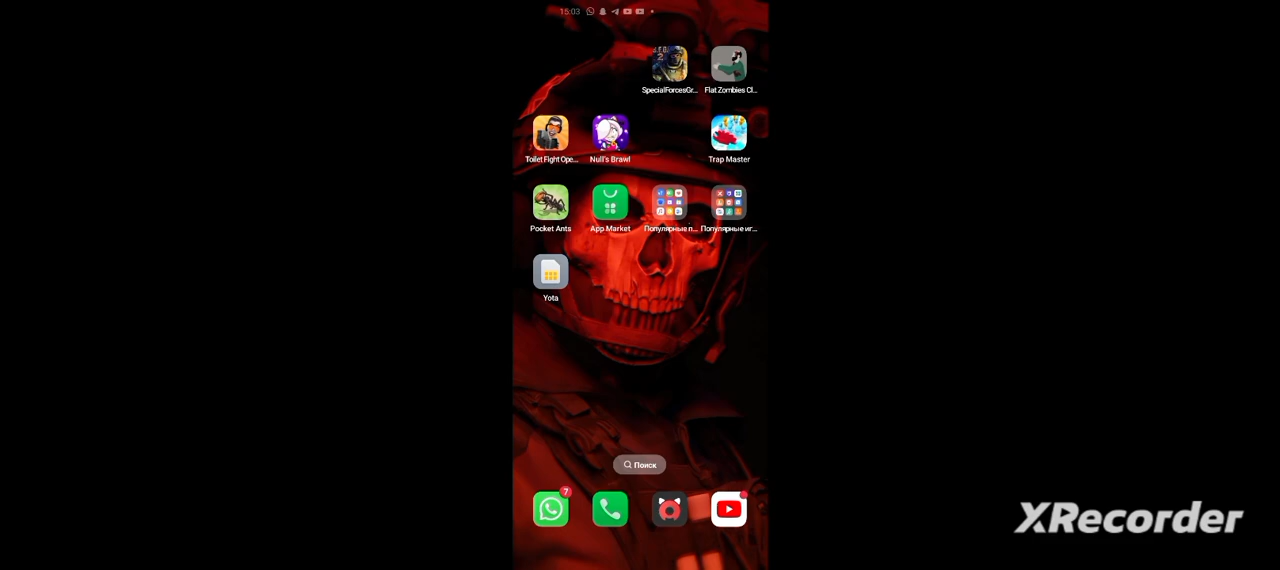 15:03
SpecialForcesGr... Flat Zombies Cl...
Toilet Fight Ope... Null's Brawl Trap Master
Pocket Ants App Market Популярные п... Популярные иг...
Yota
Поиск
7
XRecorder